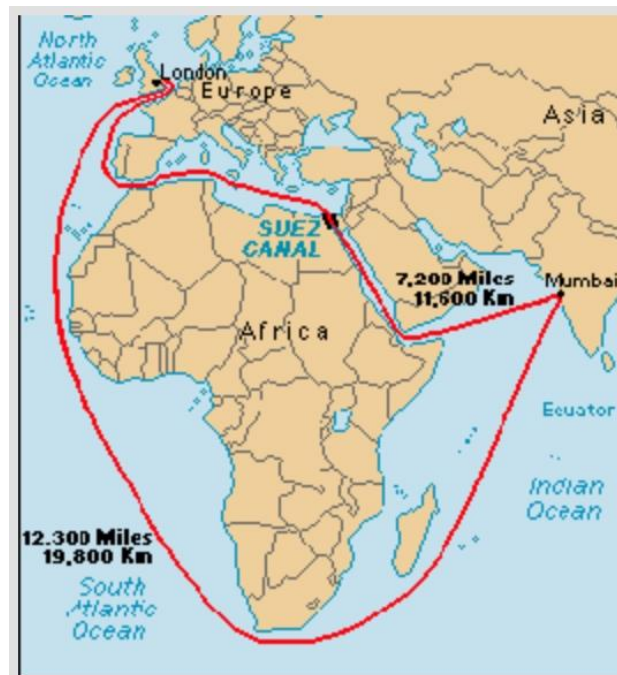 North
Atlantic
Ocean
London
Europe
Asia
SUEZ
CANAL
7,200 Miles
11,600 Km
Mumbai
Africa
Equator
Indian
Ocean
12.300 Miles
19,800 Km
South
Atlantic
Ocean